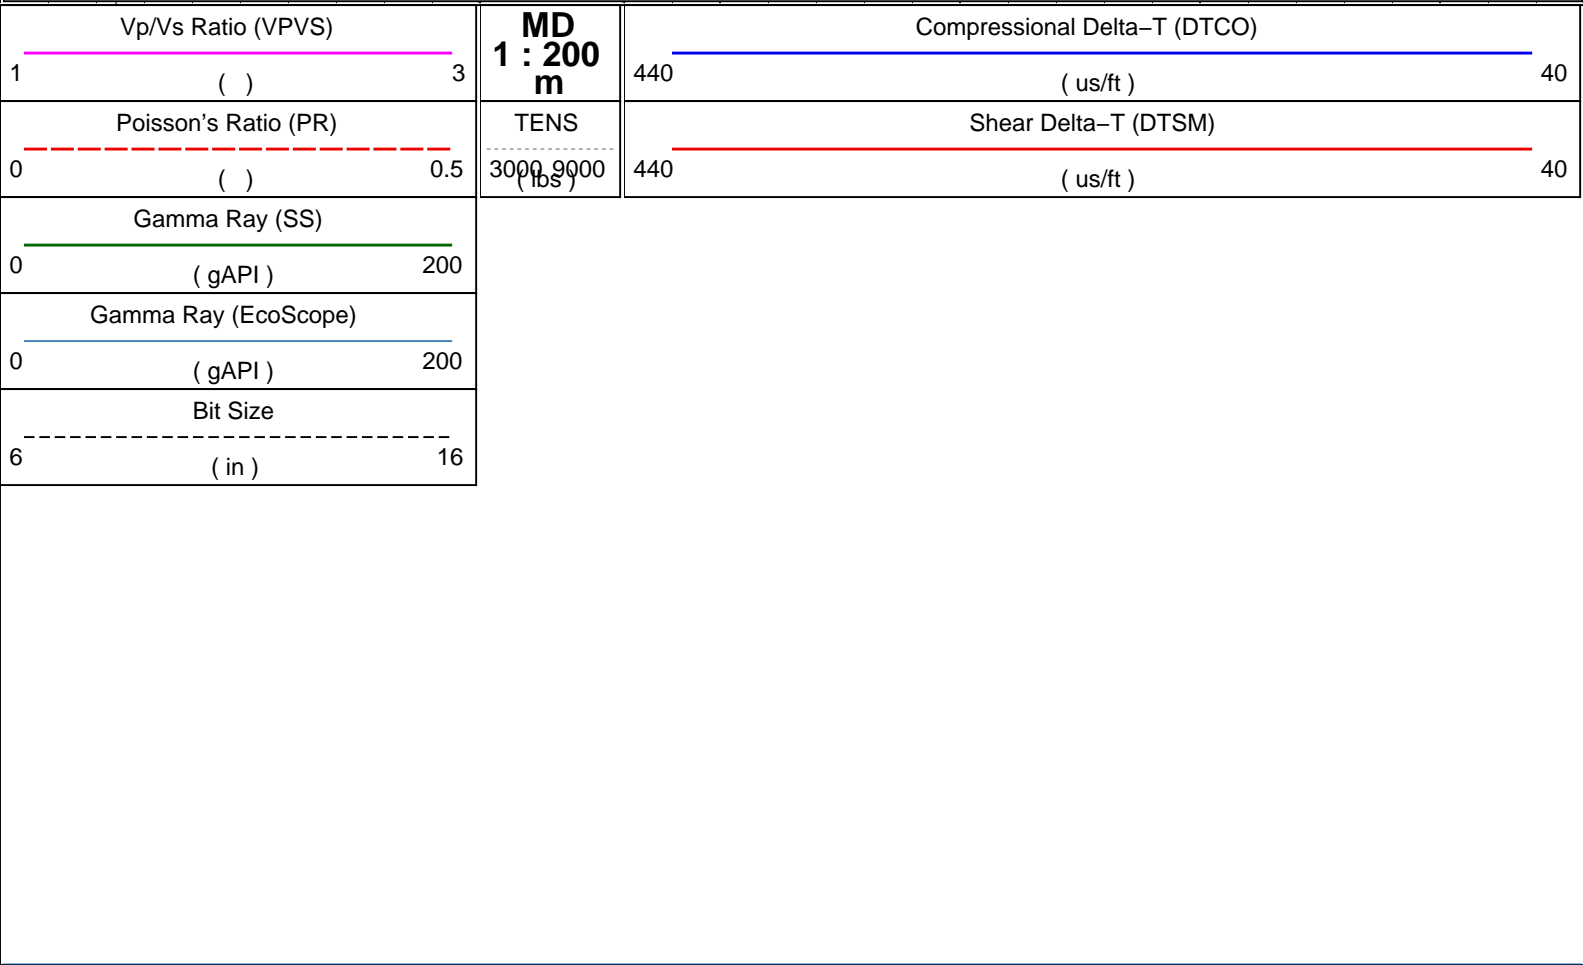 Vp/Vs Ratio (VPVS)
1 ( ) 3
Poisson's Ratio (PR)
0 ( ) 0.5
Gamma Ray (SS)
0 ( gAPI ) 200
Gamma Ray (EcoScope)
0 ( gAPI ) 200
Bit Size
6 ( in ) 16
MD
1 : 200
m
TENS
3000 9000
( lbs )
Compressional Delta−T (DTCO)
440 ( us/ft ) 40
Shear Delta−T (DTSM)
440 ( us/ft ) 40